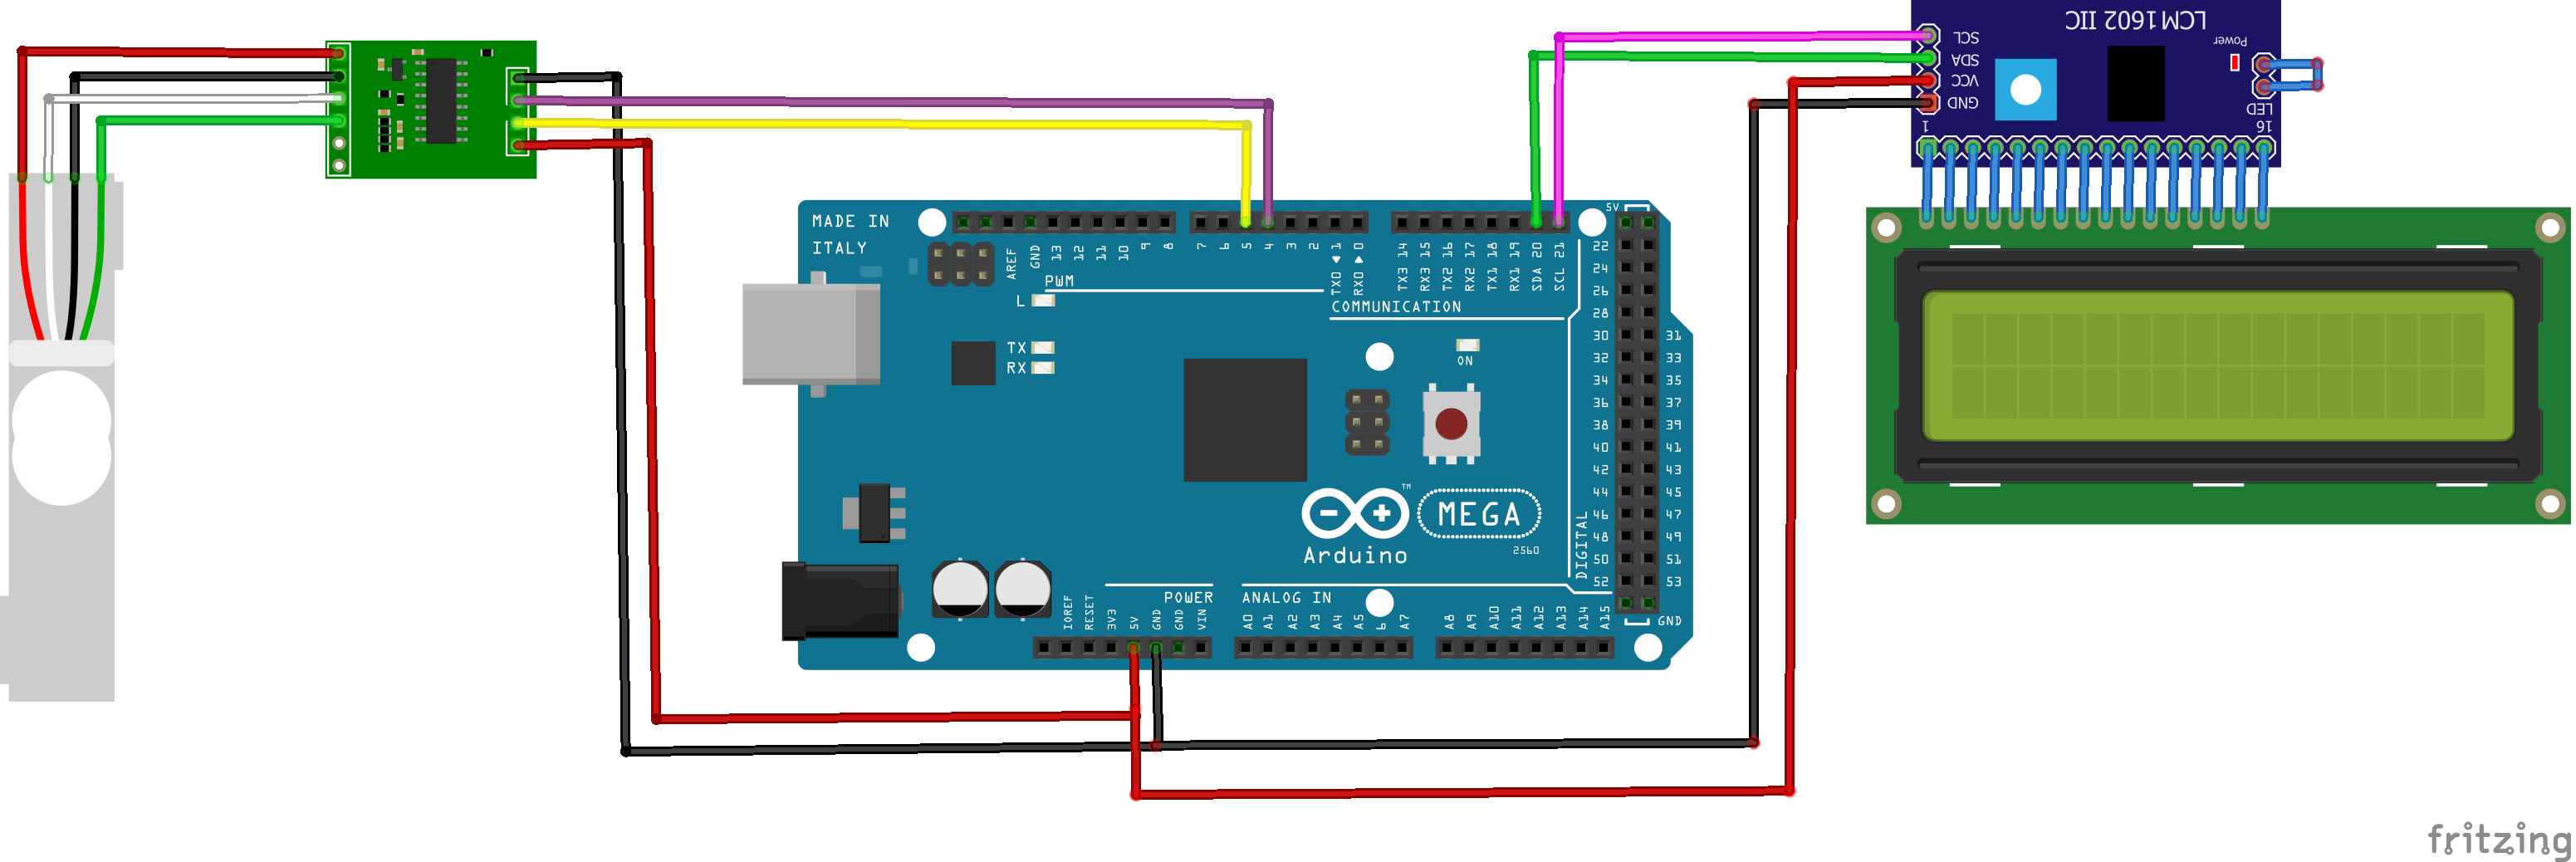 LCM1602 IIC
SCL
SDA
VCC
GND
Power
LED
1
16
MADE IN
ITALY
AREF
GND
13
12
11
10
9
8
7
6
5
4
3
2
TX0 1
RX0 0
TX3 14
RX3 15
TX2 16
RX2 17
TX1 18
RX1 19
SDA 20
SCL 21
5V
PWM
COMMUNICATION
L
TX
RX
ON
22
24
26
28
30 31
32 33
34 35
36 37
38 39
40 41
42 43
44 45
46 47
48 49
50 51
52 53
GND
DIGITAL
TM
MEGA
2560
Arduino
POWER
IOREF
RESET
3V3
5V
GND
GND
VIN
ANALOG IN
A0
A1
A2
A3
A4
A5
6
A7
A8
A9
A10
A11
A12
A13
A14
A15
fritzing